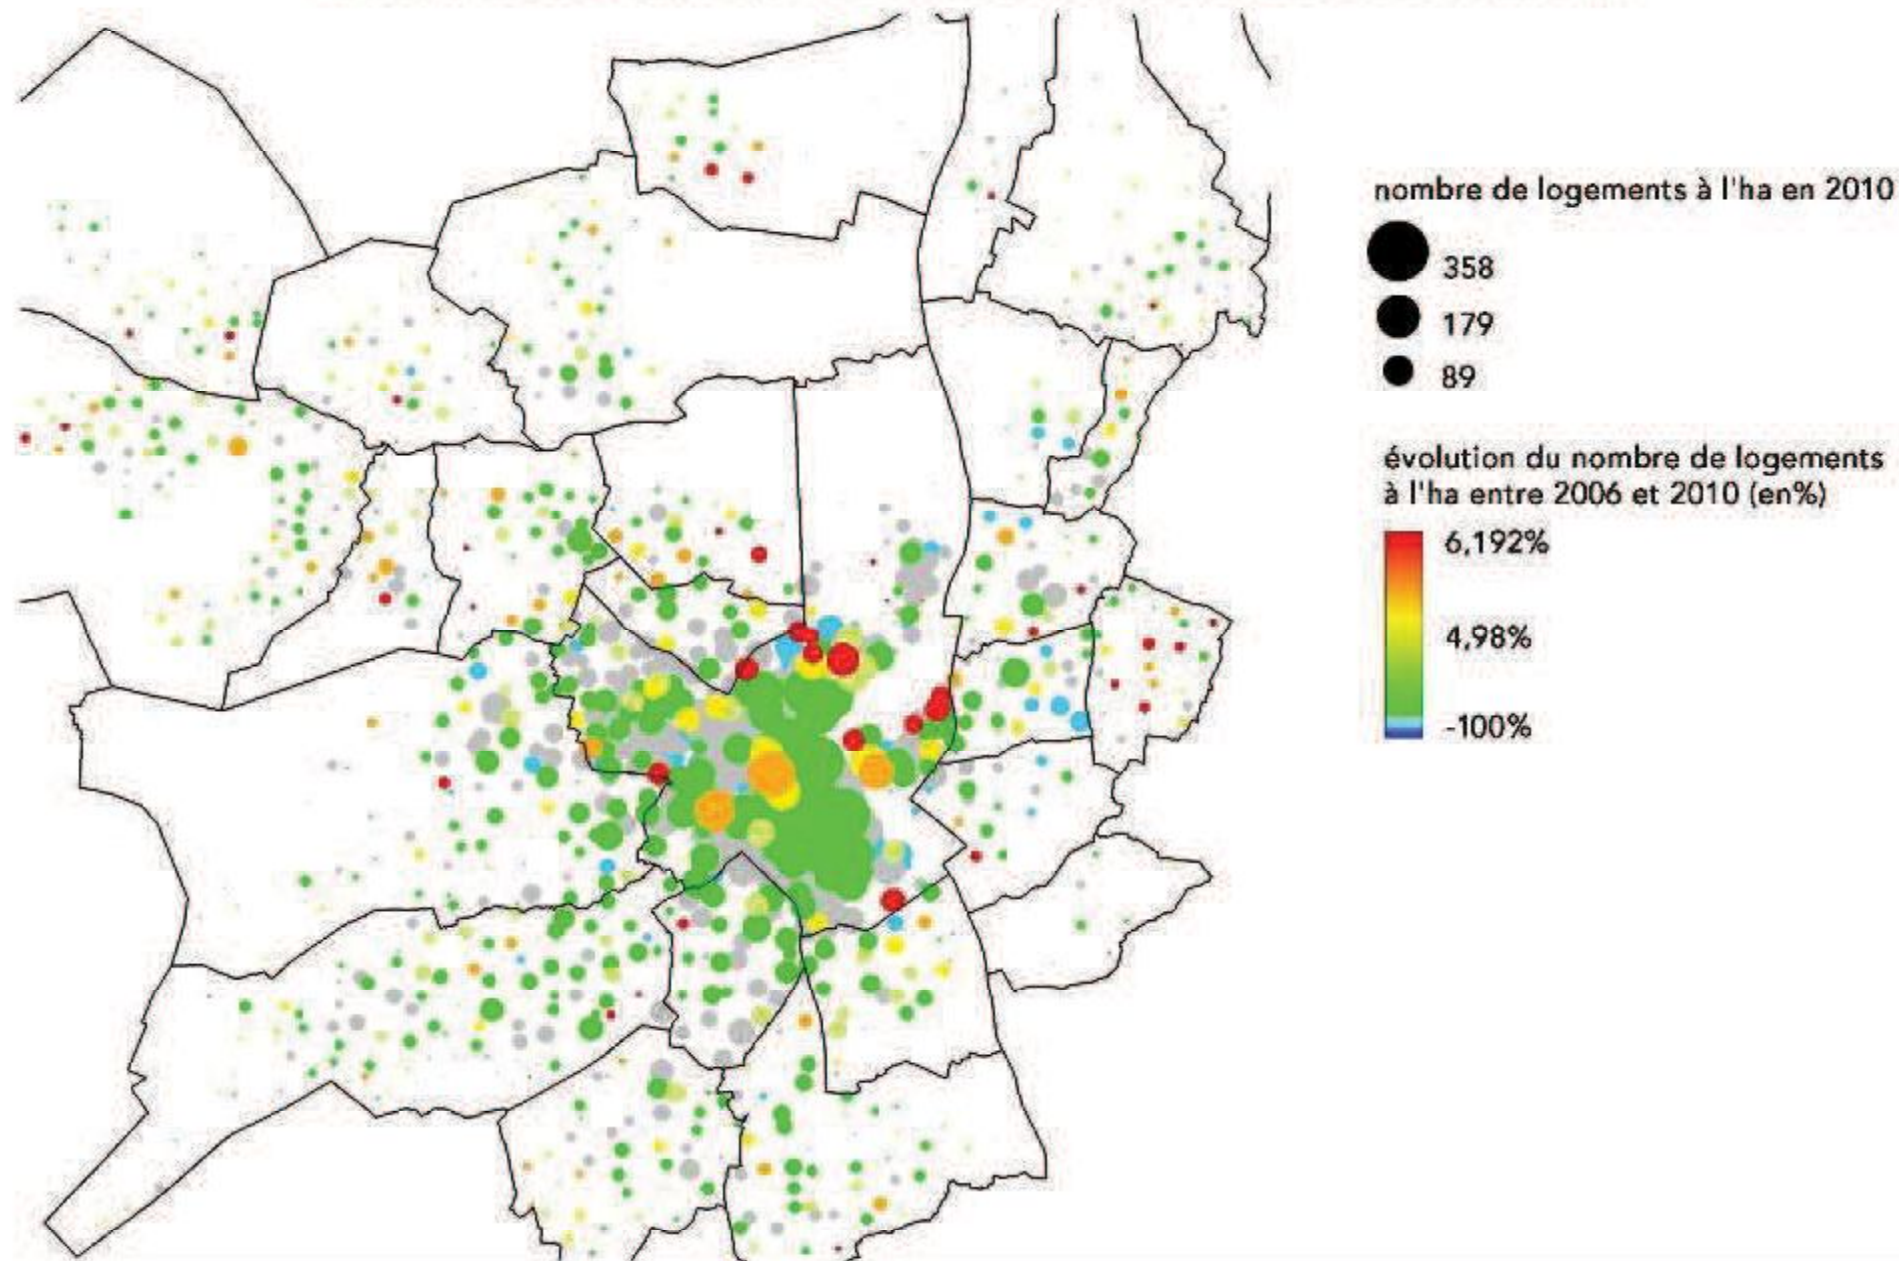 nombre de logements à l'ha en 2010
358
179
89
évolution du nombre de logements
à l'ha entre 2006 et 2010 (en%)
6,192%
4,98%
-100%